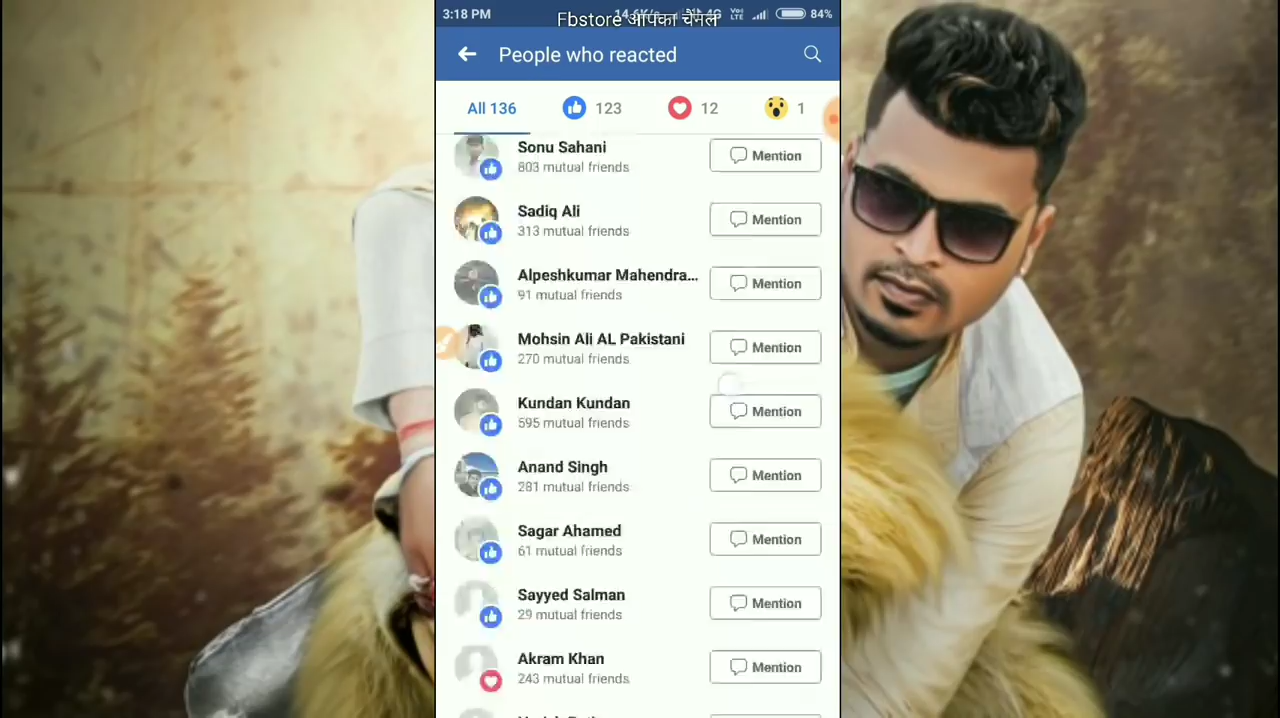 3:18 PM
84%
Fbstore आपका चैनल
People who reacted
All 136
123
12
1
Sonu Sahani
803 mutual friends
Mention
Sadiq Ali
313 mutual friends
Mention
Alpeshkumar Mahendra...
91 mutual friends
Mention
Mohsin Ali AL Pakistani
270 mutual friends
Mention
Kundan Kundan
595 mutual friends
Mention
Anand Singh
281 mutual friends
Mention
Sagar Ahamed
61 mutual friends
Mention
Sayyed Salman
29 mutual friends
Mention
Akram Khan
243 mutual friends
Mention